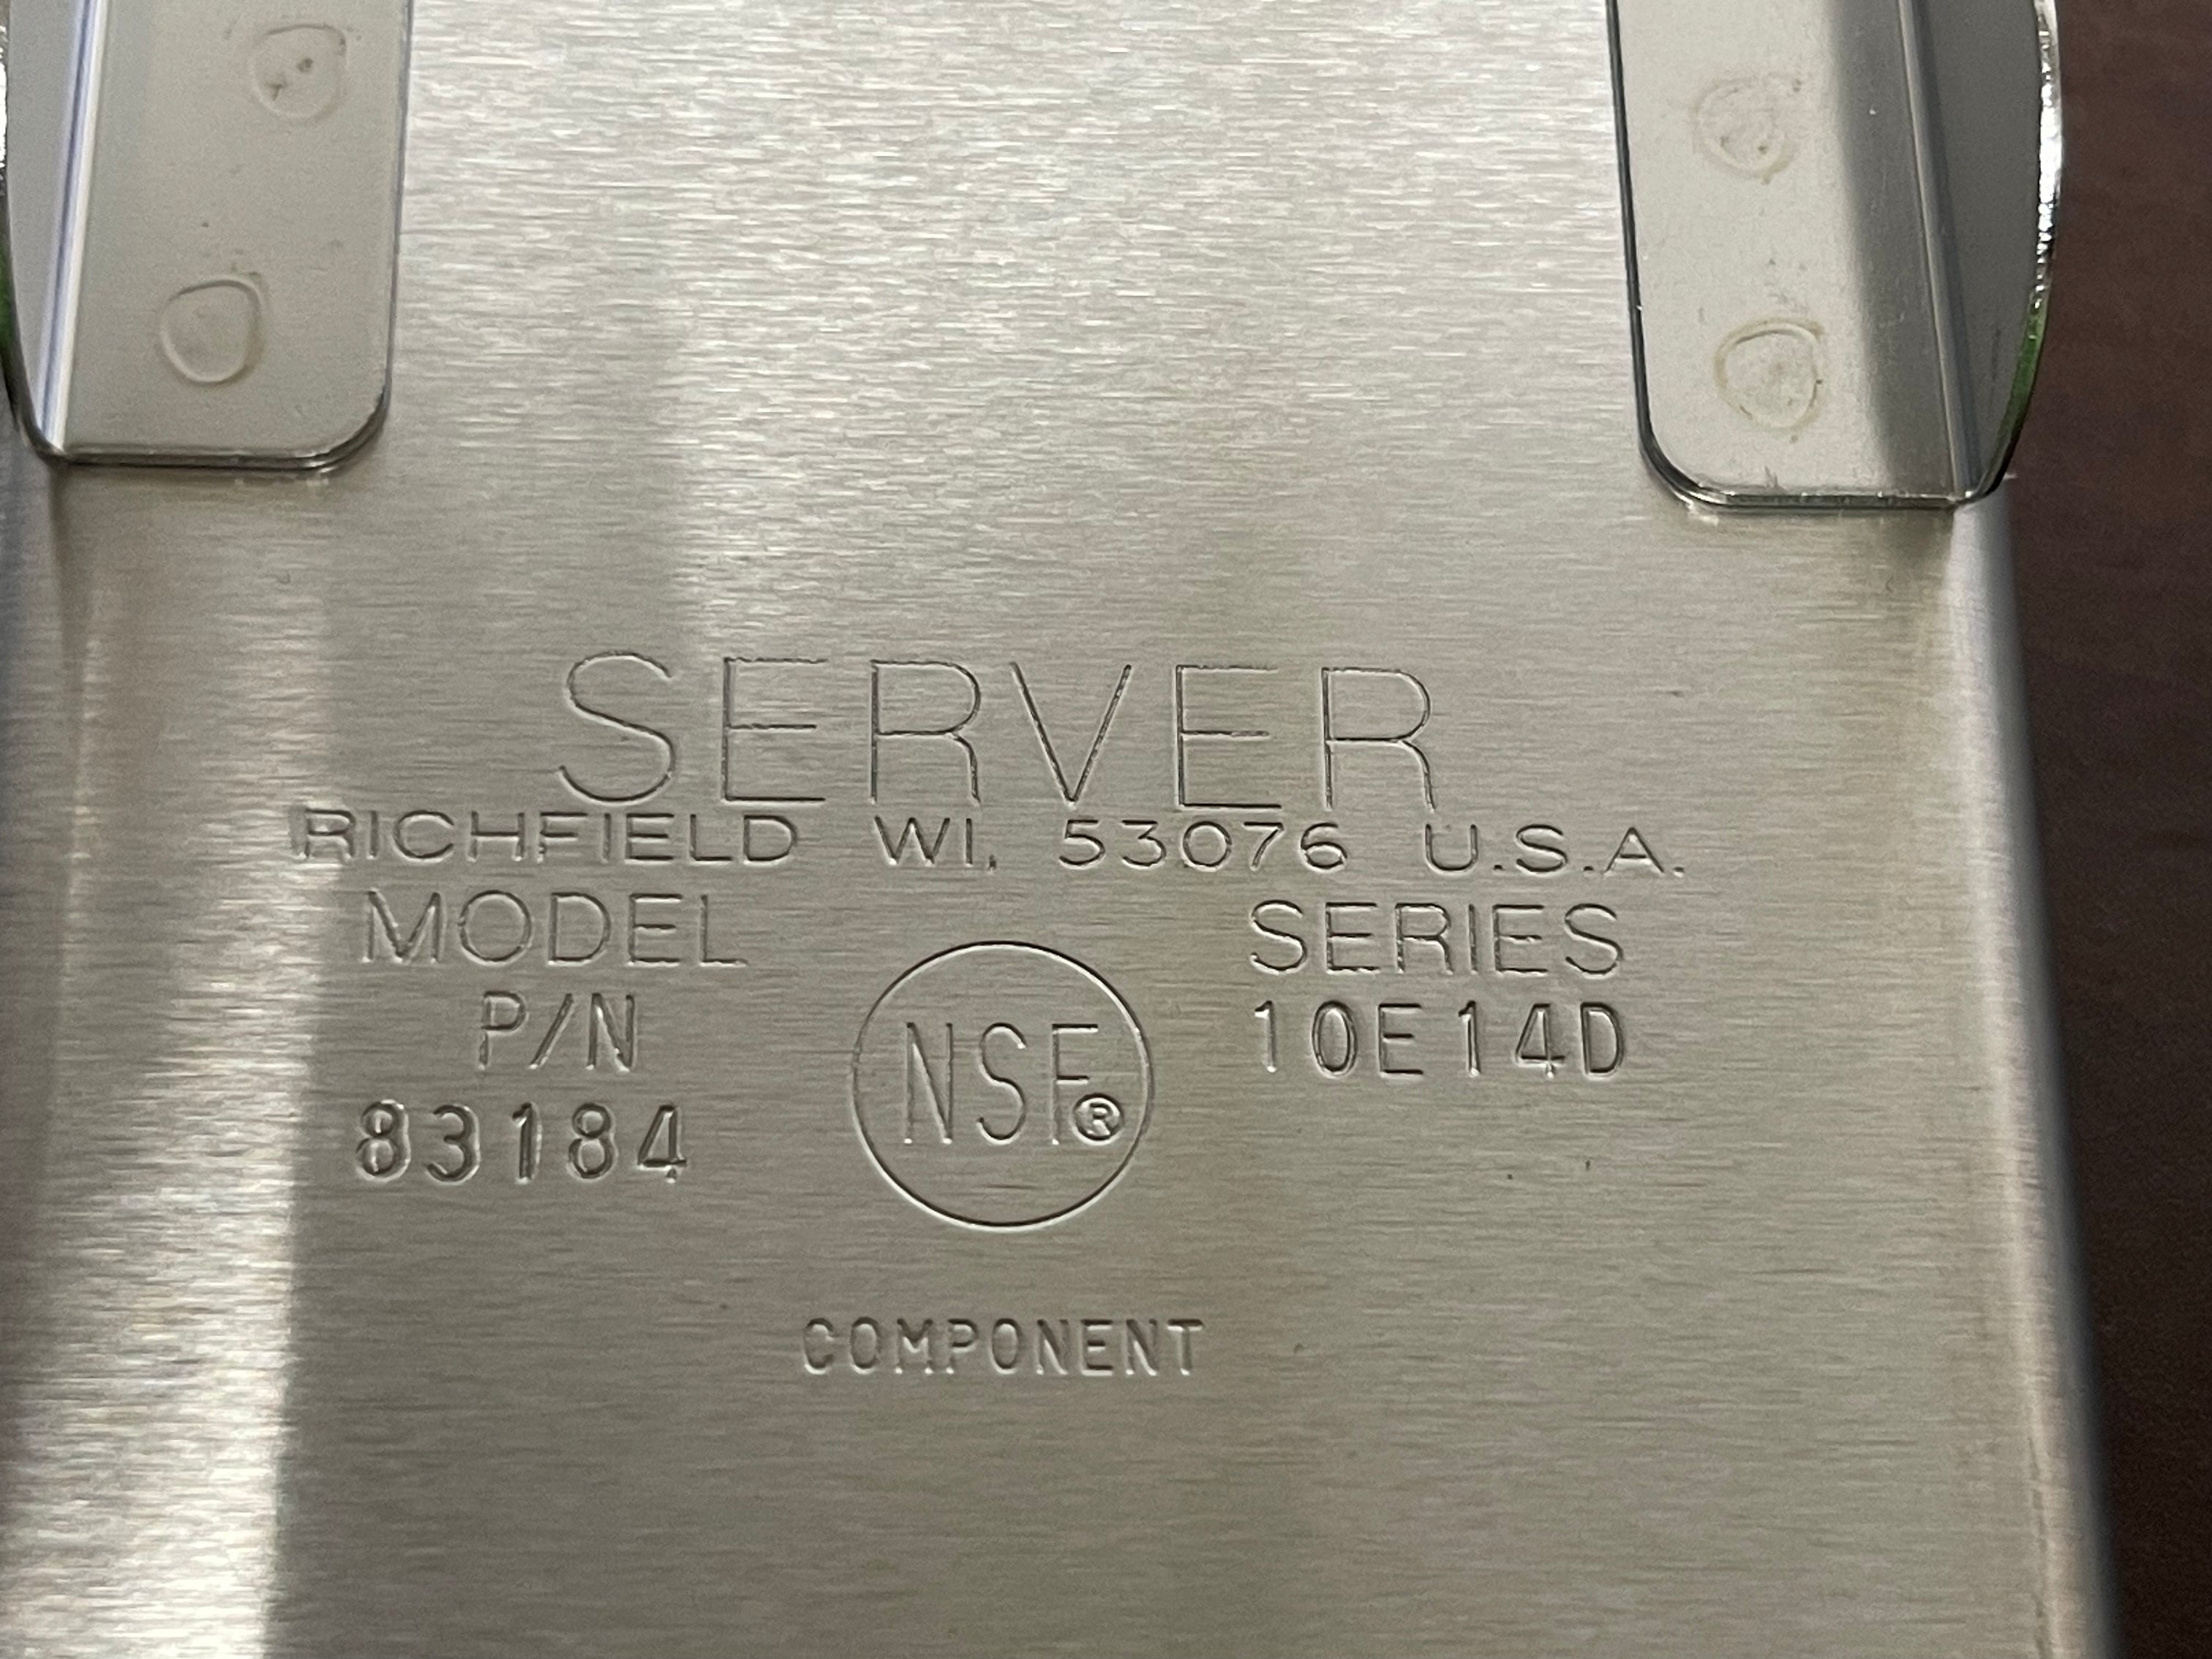 SERVER
RICHFIELD WI, 53076 U.S.A.
MODEL
P/N
83184
NSF®
SERIES
10E14D
COMPONENT